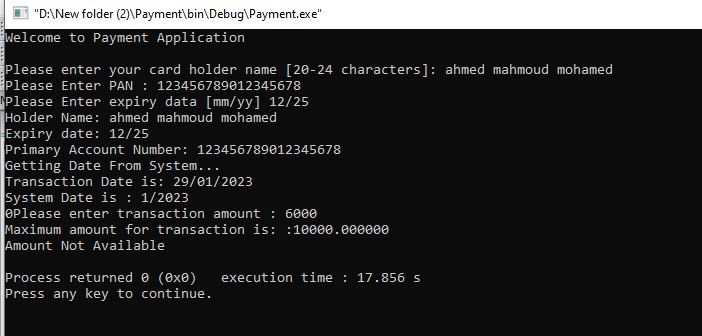 "D:\New folder (2)\Payment\bin\Debug\Payment.exe"
Welcome to Payment Application
Please enter your card holder name [20-24 characters]: ahmed mahmoud mohamed
Please Enter PAN : 123456789012345678
Please Enter expiry data [mm/yy] 12/25
Holder Name: ahmed mahmoud mohamed
Expiry date: 12/25
Primary Account Number: 123456789012345678
Getting Date From System...
Transaction Date is: 29/01/2023
System Date is : 1/2023
0Please enter transaction amount : 6000
Maximum amount for transaction is: :10000.000000
Amount Not Available
Process returned 0 (0x0)   execution time : 17.856 s
Press any key to continue.